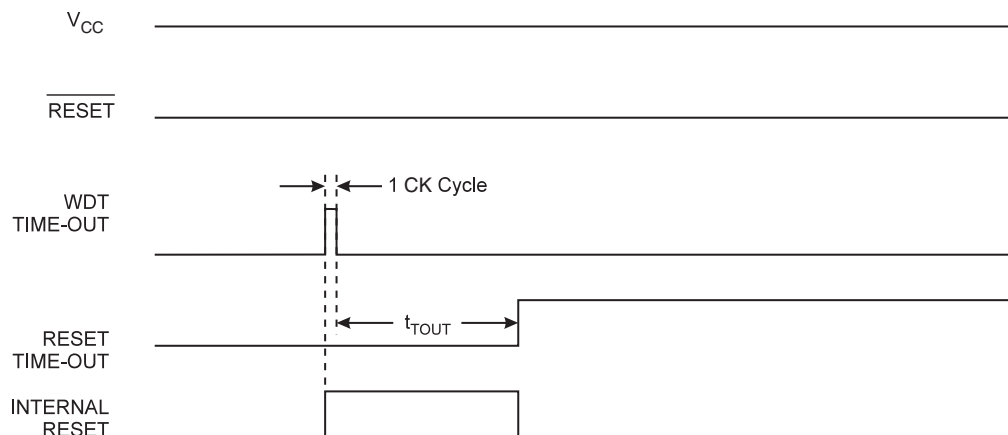 VCC
RESET
1 CK Cycle
WDT
TIME-OUT
tTOUT
RESET
TIME-OUT
INTERNAL
RESET